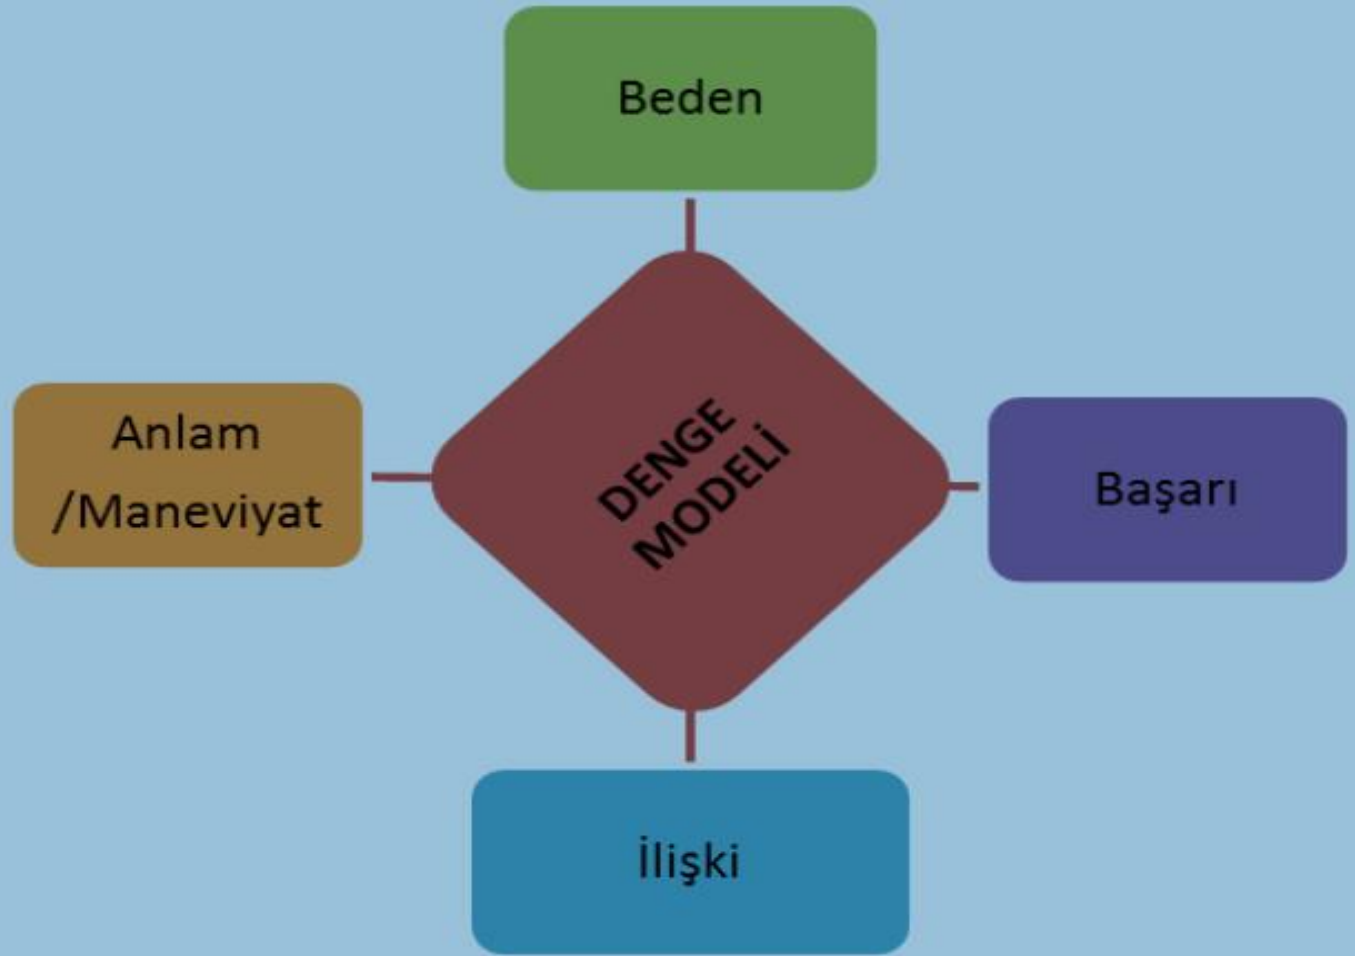 Beden
Anlam
/Maneviyat
DENGE
MODELİ
Başarı
İlişki